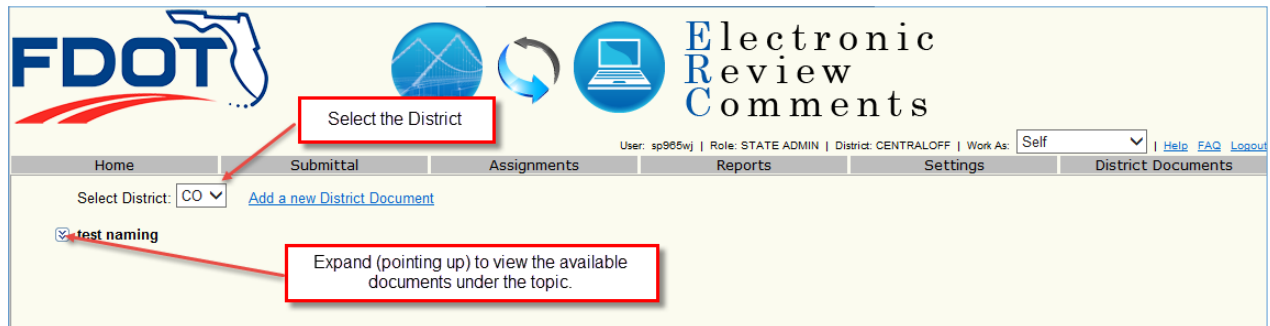 FDOT
Electronic
Review
Comments
Select the District
User: sp965wj | Role: STATE ADMIN | District: CENTRALOFF | Work As: Self | Help FAQ Logout
Home Submittal Assignments Reports Settings District Documents
Select District: CO Add a new District Document
test naming
Expand (pointing up) to view the available
documents under the topic.